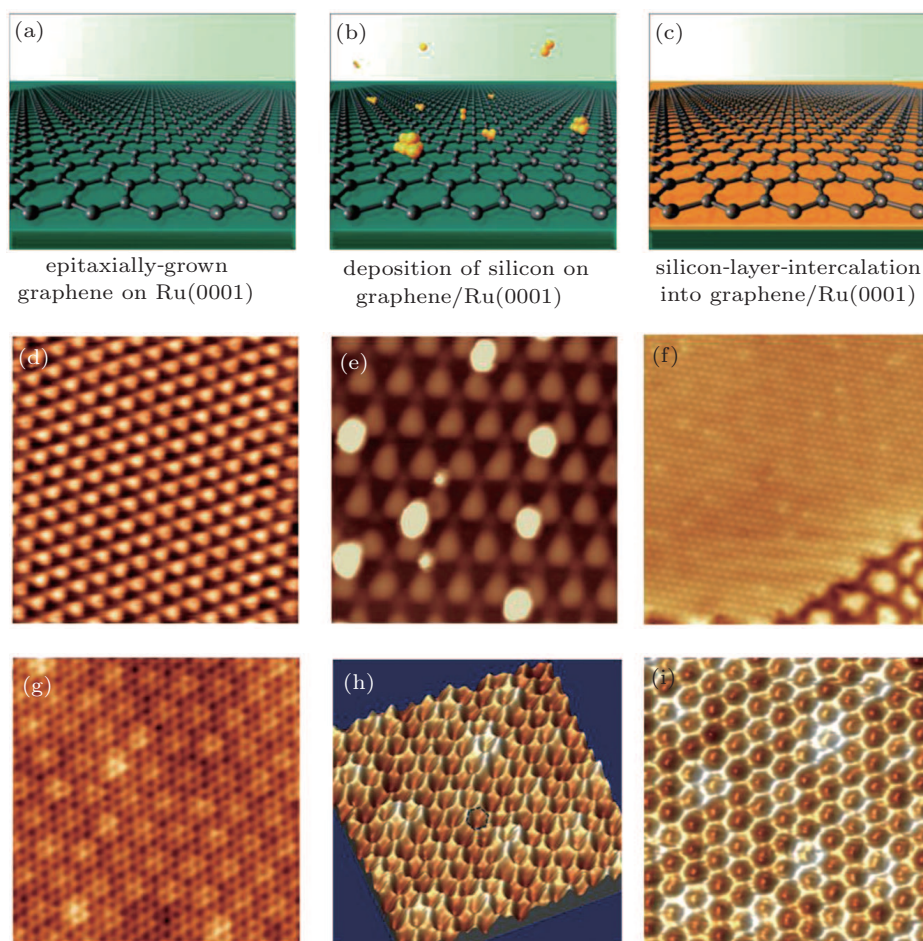 (a)
(b)
(c)
epitaxially-grown
graphene on Ru(0001)
deposition of silicon on
graphene/Ru(0001)
silicon-layer-intercalation
into graphene/Ru(0001)
(d)
(e)
(f)
(g)
(h)
(i)